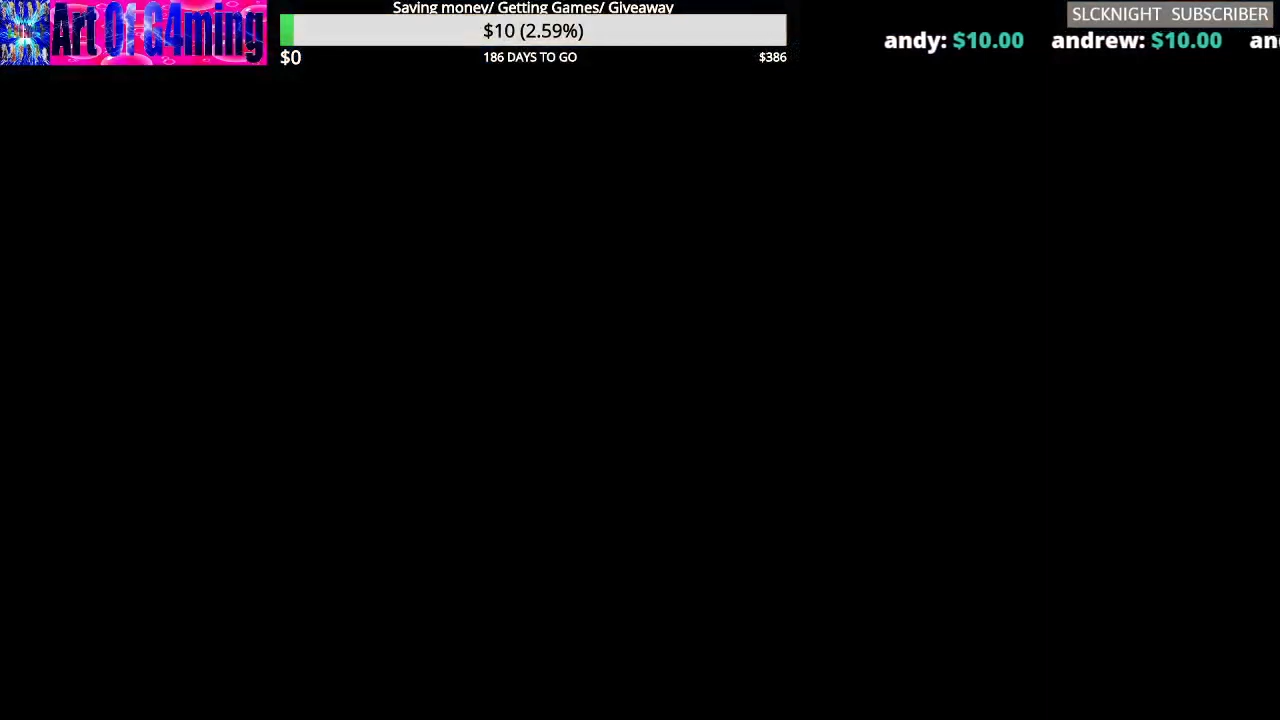 Art Of G4ming
Saving money/ Getting Games/ Giveaway
$10 (2.59%)
$0
186 DAYS TO GO
$386
SLCKNIGHT SUBSCRIBER
andy: $10.00 andrew: $10.00 an